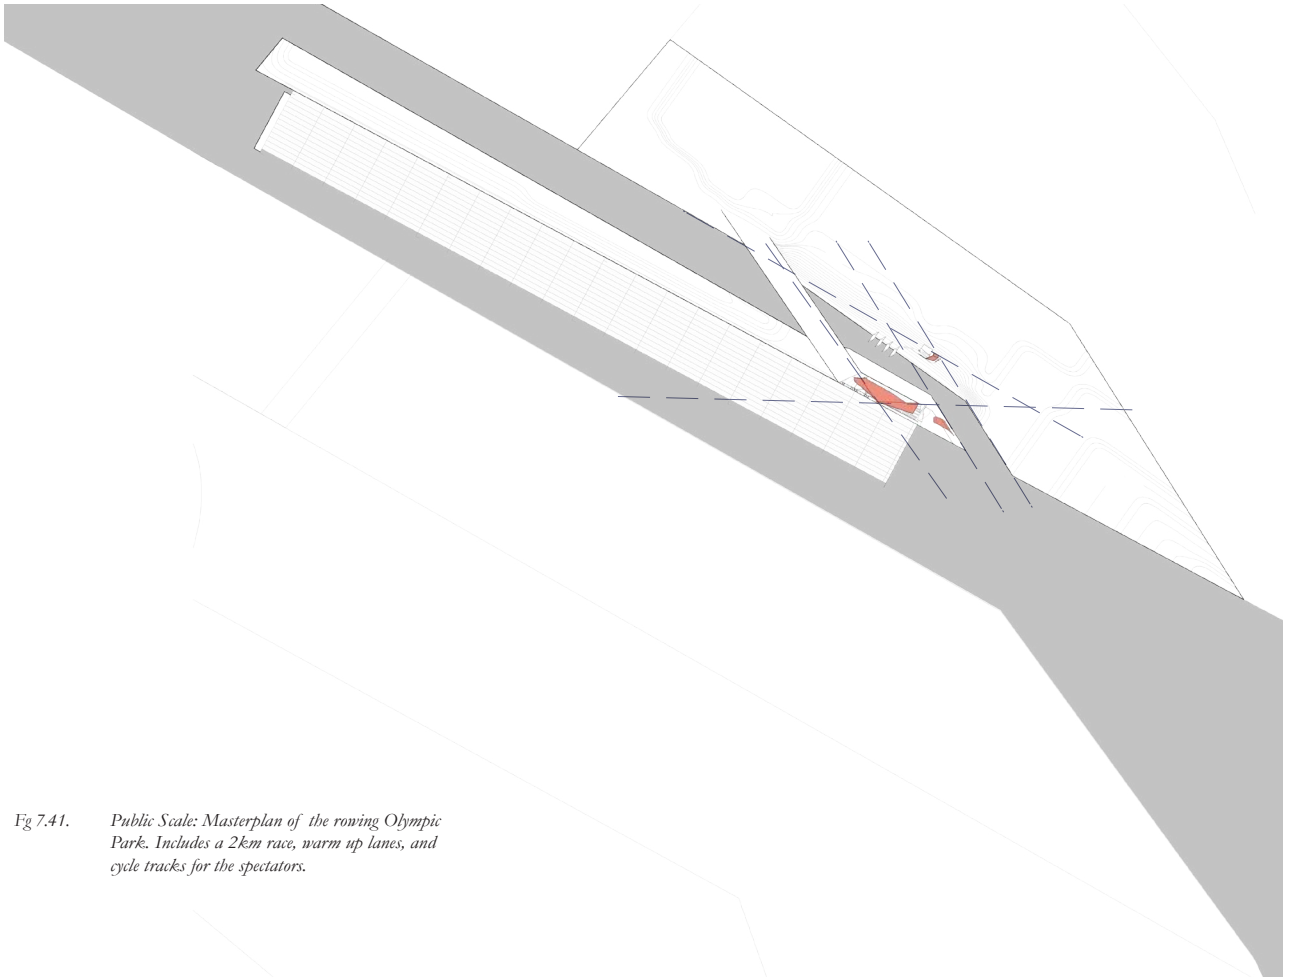 Fg 7.41. Public Scale: Masterplan of the rowing Olympic
Park. Includes a 2km race, warm up lanes, and
cycle tracks for the spectators.